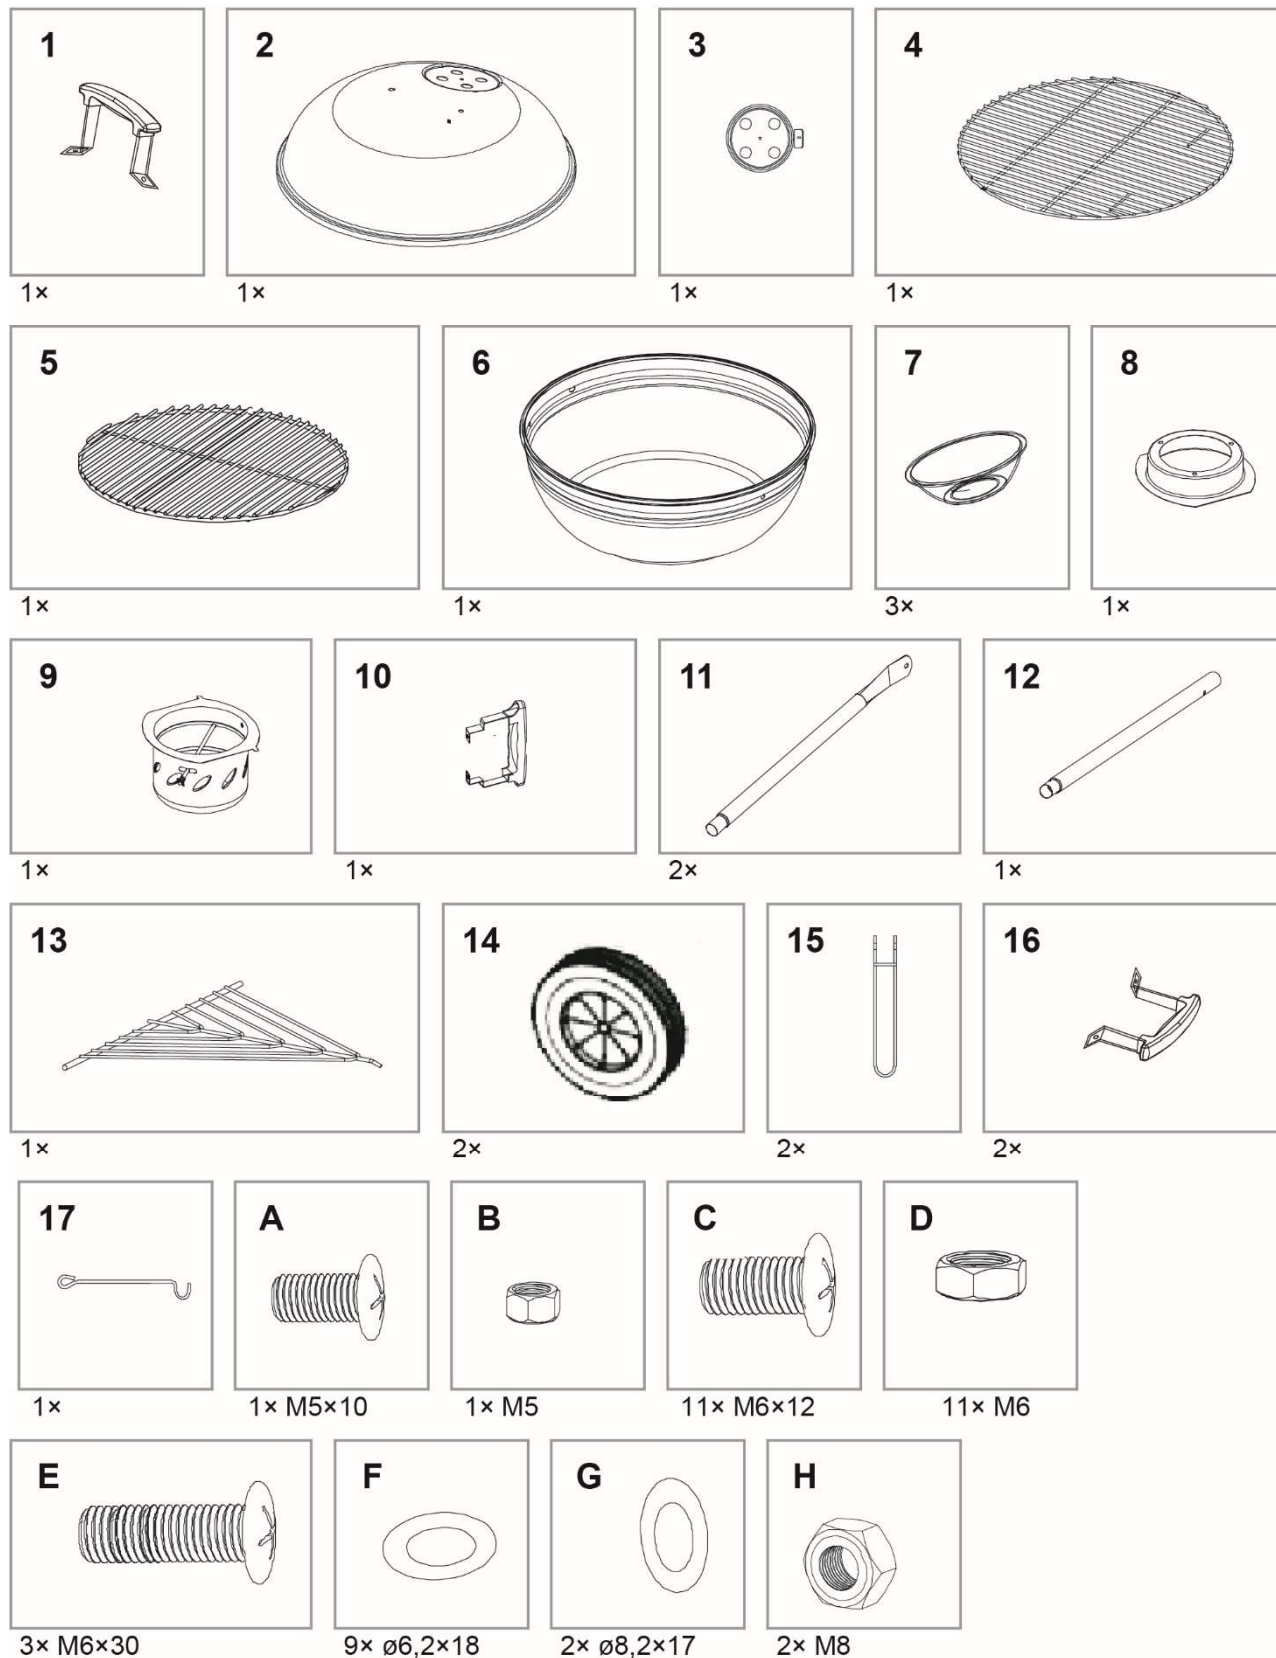 1 2 3 4
1× 1× 1× 1×
5 6 7 8
1× 1× 3× 1×
9 10 11 12
1× 1× 2× 1×
13 14 15 16
1× 2× 2× 2×
17 A B C D
1× 1× M5×10 1× M5 11× M6×12 11× M6
E F G H
3× M6×30 9× ø6,2×18 2× ø8,2×17 2× M8